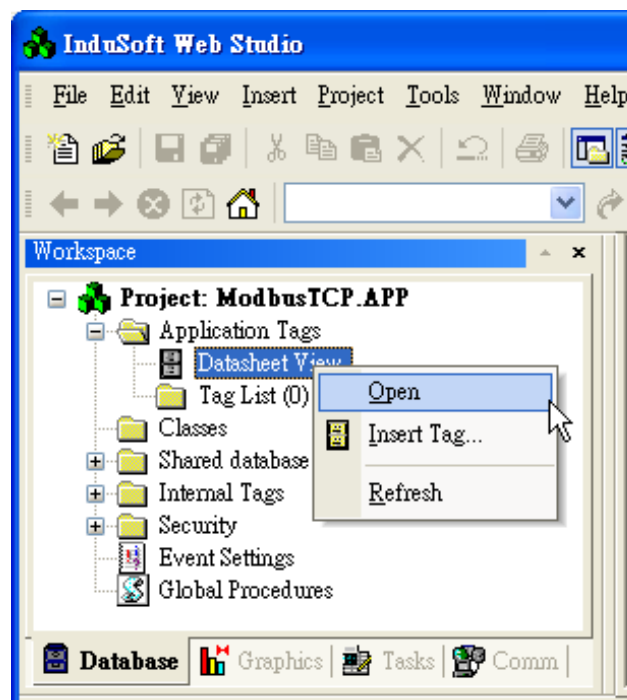 InduSoft Web Studio
File Edit View Insert Project Tools Window Help
Workspace
Project: ModbusTCP.APP
Application Tags
Datasheet View
Tag List (0)
Open
Classes
Insert Tag...
Shared database
Internal Tags
Refresh
Security
Event Settings
Global Procedures
Database Graphics Tasks Comm